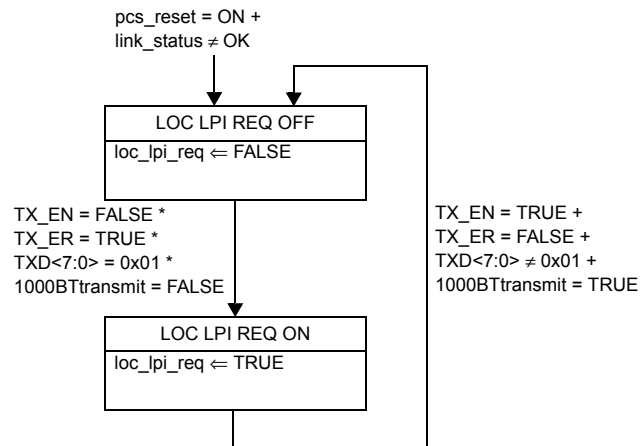 pcs_reset = ON +
link_status ≠ OK
LOC LPI REQ OFF
loc_lpi_req ⇐ FALSE
TX_EN = FALSE *
TX_ER = TRUE *
TXD<7:0> = 0x01 *
1000BTtransmit = FALSE
TX_EN = TRUE +
TX_ER = FALSE +
TXD<7:0> ≠ 0x01 +
1000BTtransmit = TRUE
LOC LPI REQ ON
loc_lpi_req ⇐ TRUE